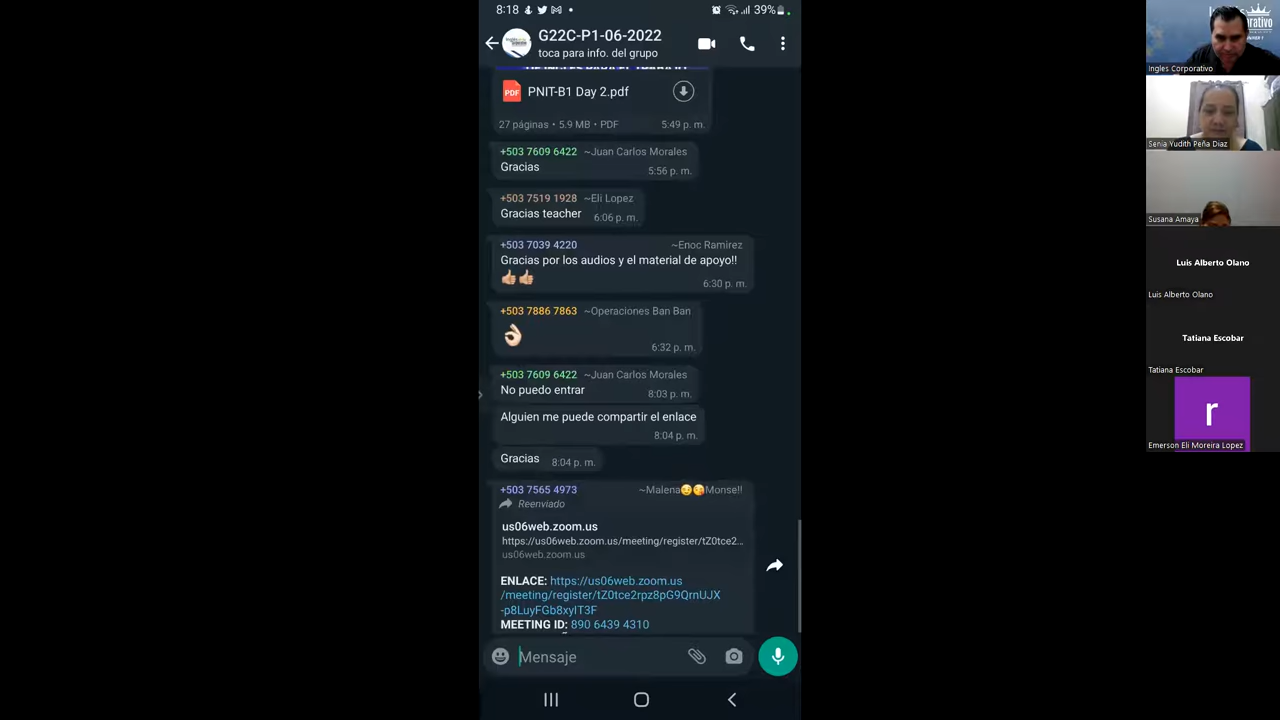 8:18
39%
G22C-P1-06-2022
toca para info. del grupo
PDF
PNIT-B1 Day 2.pdf
27 páginas • 5.9 MB • PDF
5:49 p. m.
+503 7609 6422 ~Juan Carlos Morales
Gracias
5:56 p. m.
+503 7519 1928 ~Eli Lopez
Gracias teacher
6:06 p. m.
+503 7039 4220 ~Enoc Ramirez
Gracias por los audios y el material de apoyo!!
👍🏼👍🏼
6:30 p. m.
+503 7886 7863 ~Operaciones Ban Ban
👌🏻
6:32 p. m.
+503 7609 6422 ~Juan Carlos Morales
No puedo entrar
8:03 p. m.
Alguien me puede compartir el enlace
8:04 p. m.
Gracias
8:04 p. m.
+503 7565 4973 ~Malena😏😘Monse!!
Reenviado
us06web.zoom.us
https://us06web.zoom.us/meeting/register/tZ0tce2...
us06web.zoom.us
ENLACE: https://us06web.zoom.us
/meeting/register/tZ0tce2rpz8pG9QrnUJX
-p8LuyFGb8xyIT3F
MEETING ID: 890 6439 4310
Mensaje
Ingles Corporativo
Senia Yudith Peña Diaz
Susana Amaya
Luis Alberto Olano
Luis Alberto Olano
Tatiana Escobar
Tatiana Escobar
r
Emerson Eli Moreira Lopez